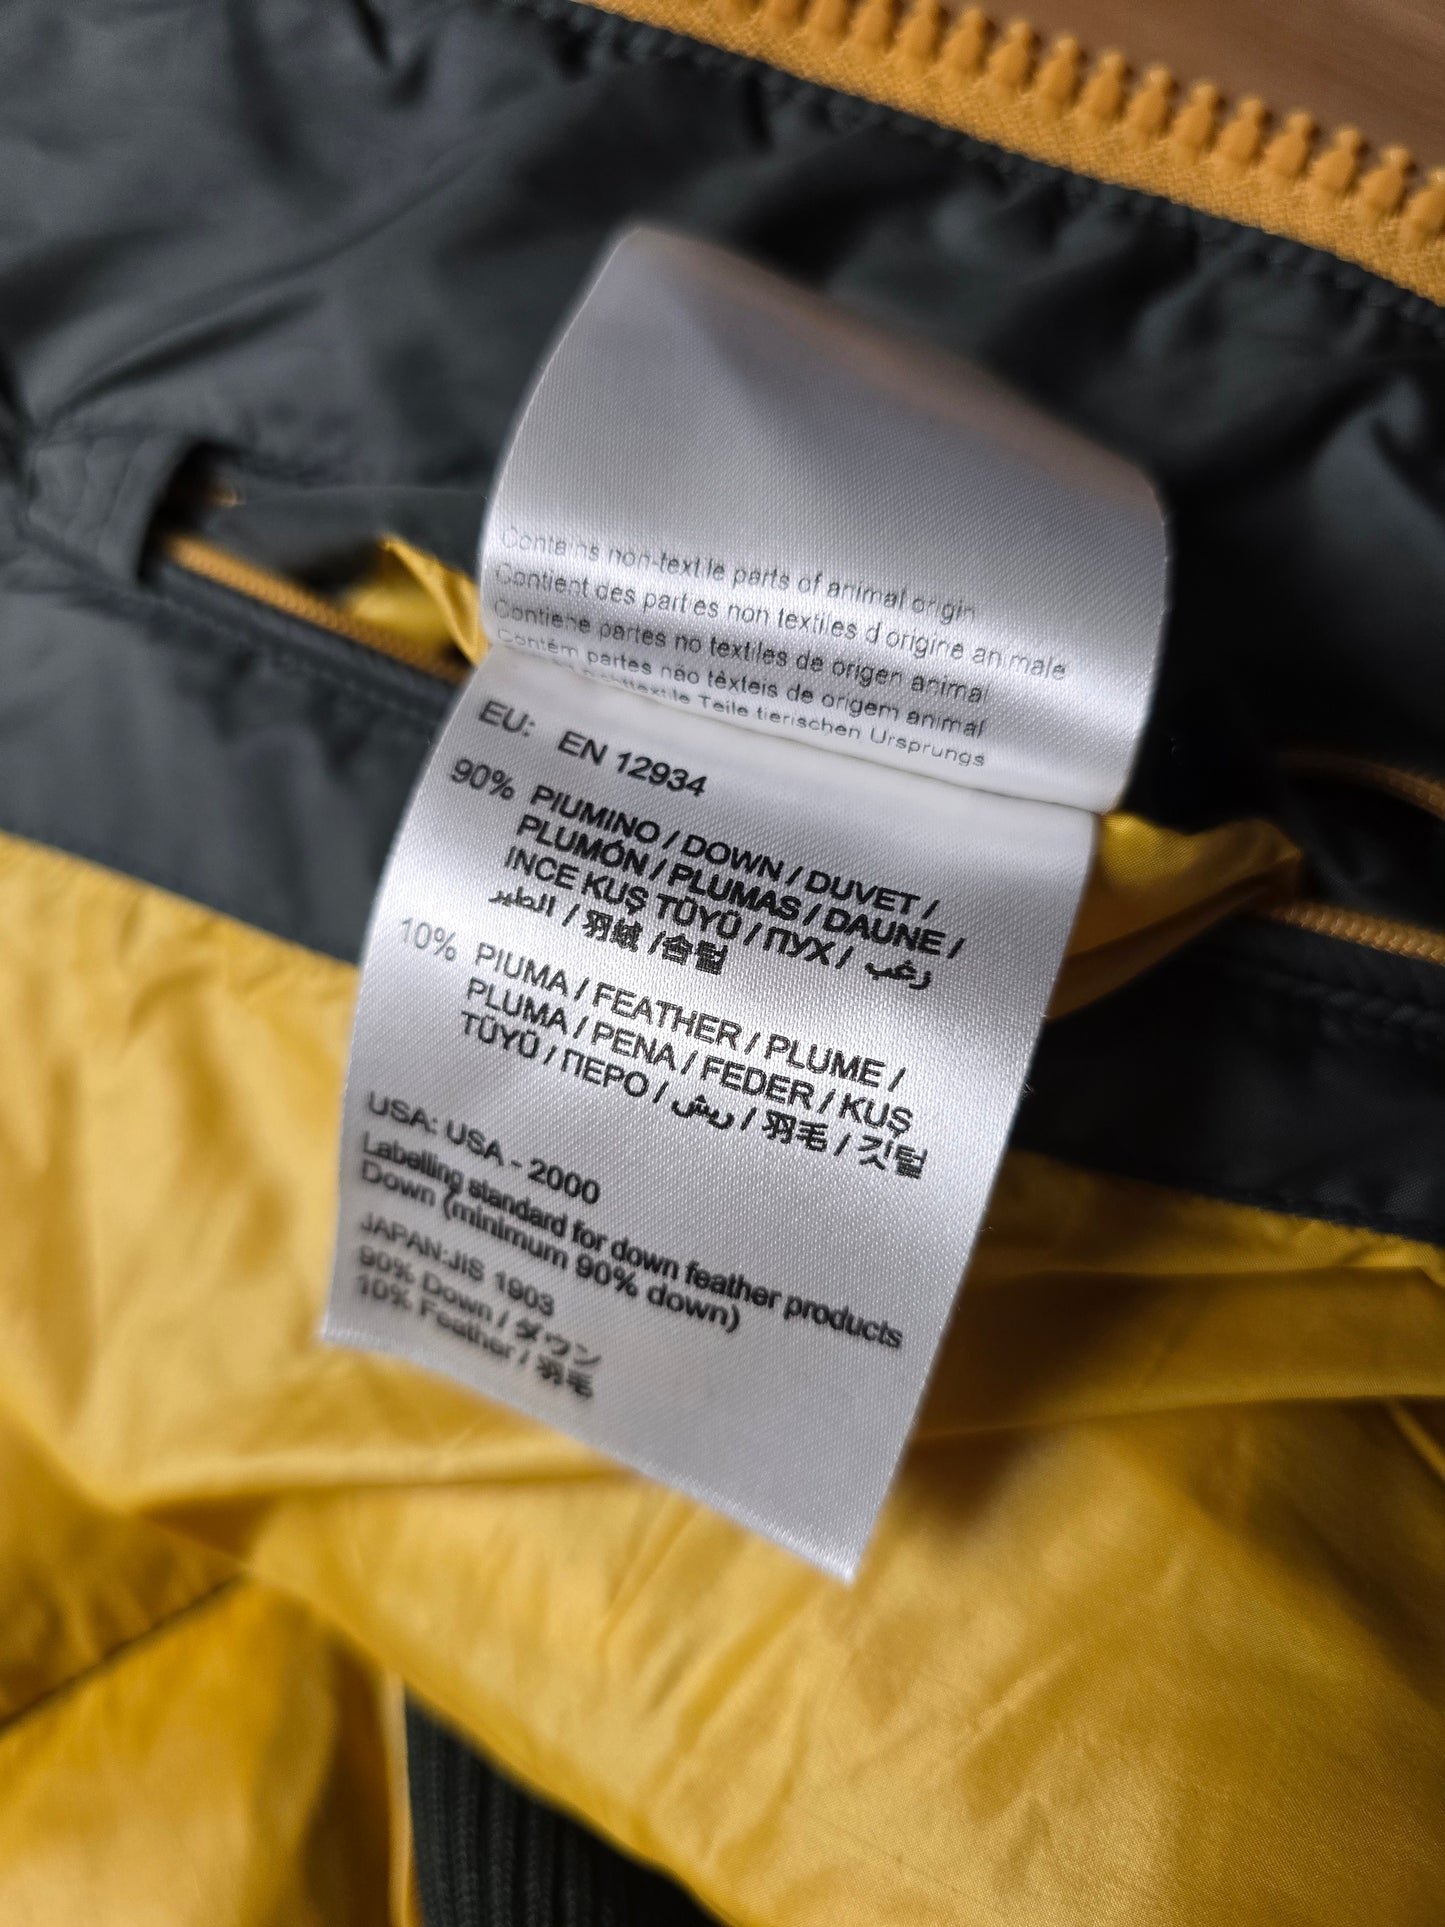 Contains non-textile parts of animal origin
Contient des parties non textiles d origine animale
Contiene partes no textiles de origen animal
Contém partes não têxteis de origem animal
Teile tierischen Ursprungs
EU: EN 12934
90% PIUMINO / DOWN / DUVET /
PLUMÓN / PLUMAS / DAUNE /
INCE KUŞ TÜYÜ / ПУХ / زغب
الطير / 羽絨 / 솜털
10% PIUMA / FEATHER / PLUME /
PLUMA / PENA / FEDER / KUŞ
TÜYÜ / ПЕРО / ريش / 羽毛 / 깃털
USA: USA - 2000
Labelling standard for down feather products
Down (minimum 90% down)
JAPAN:JIS 1903
90% Down / ダウン
10% Feather / 羽毛